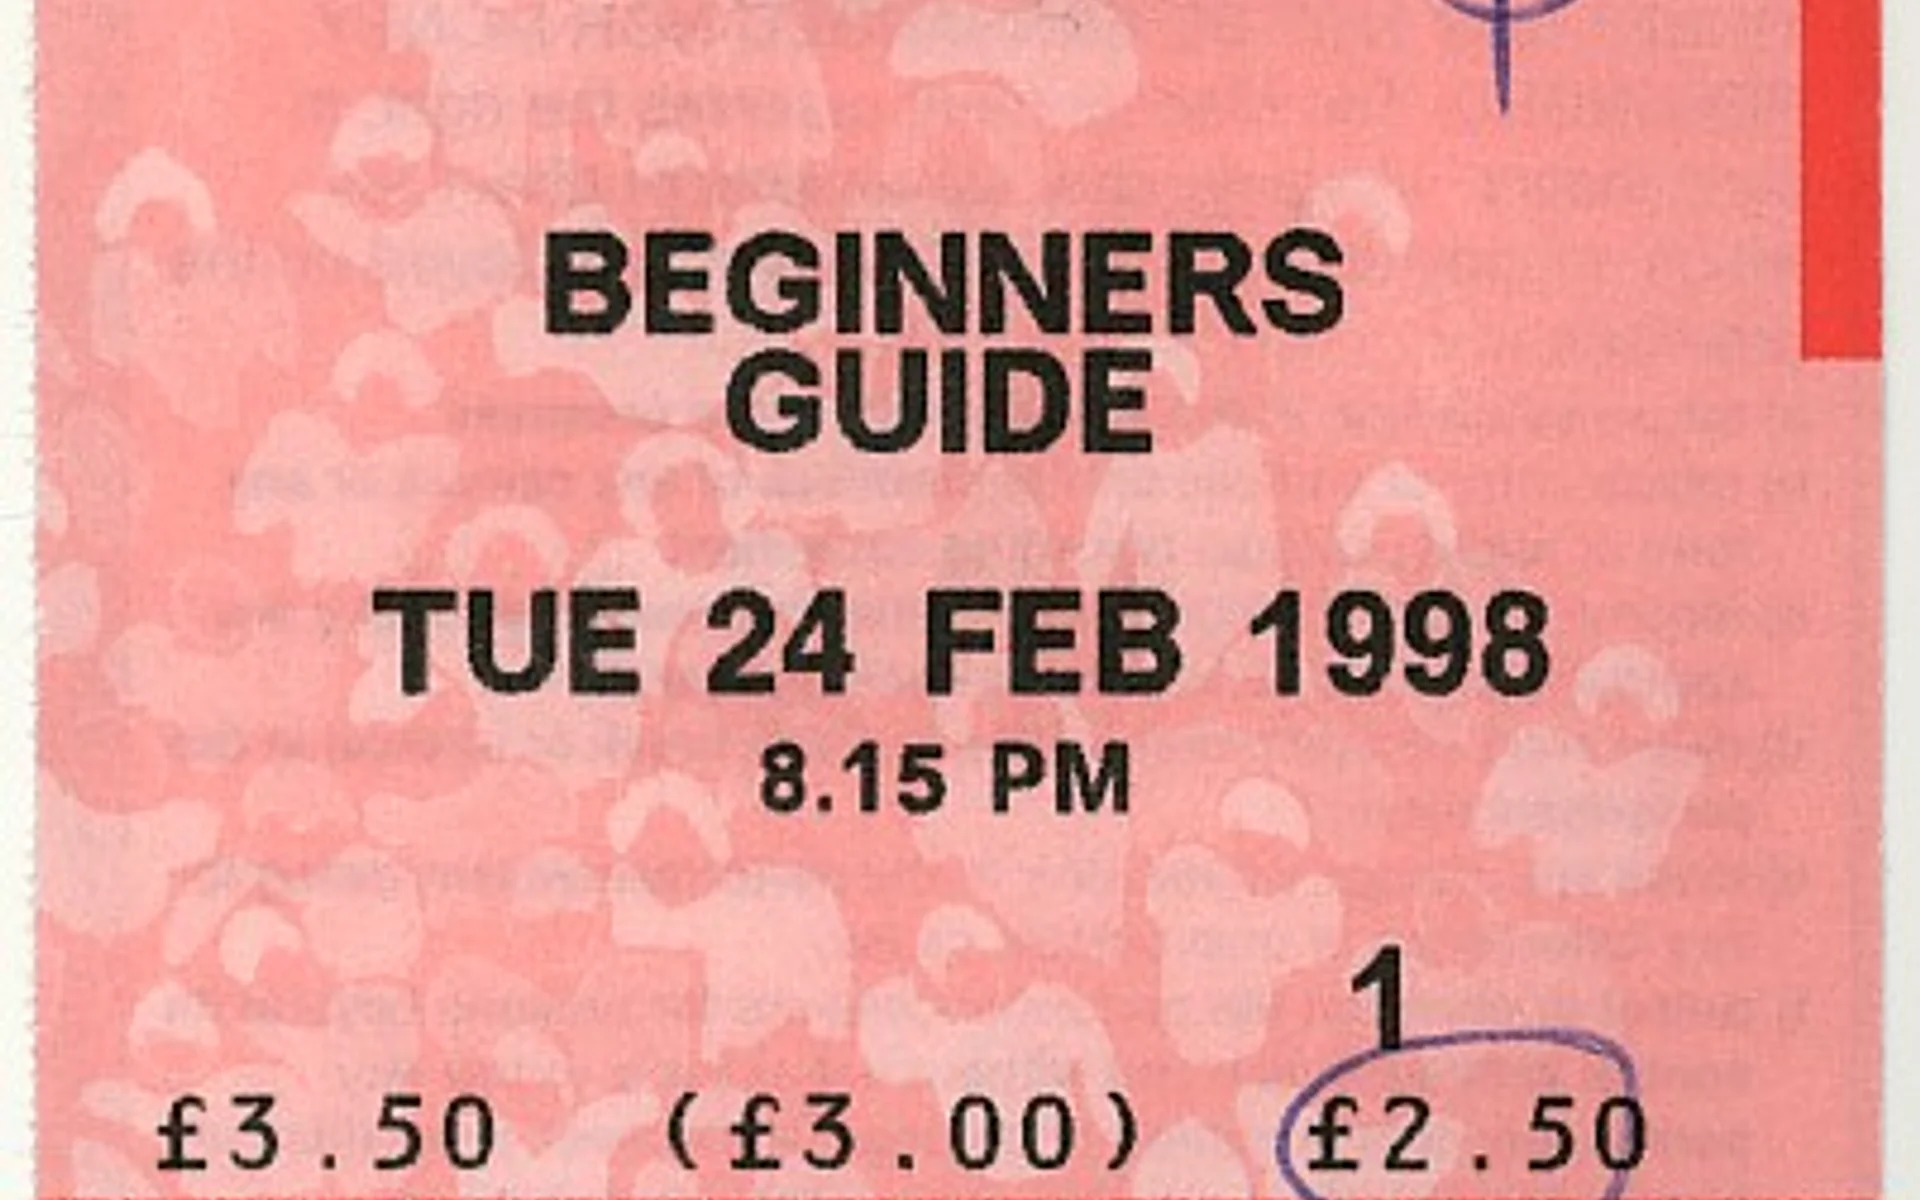 BEGINNERS
GUIDE
TUE 24 FEB 1998
8.15 PM
1
£3.50 (£3.00) £2.50